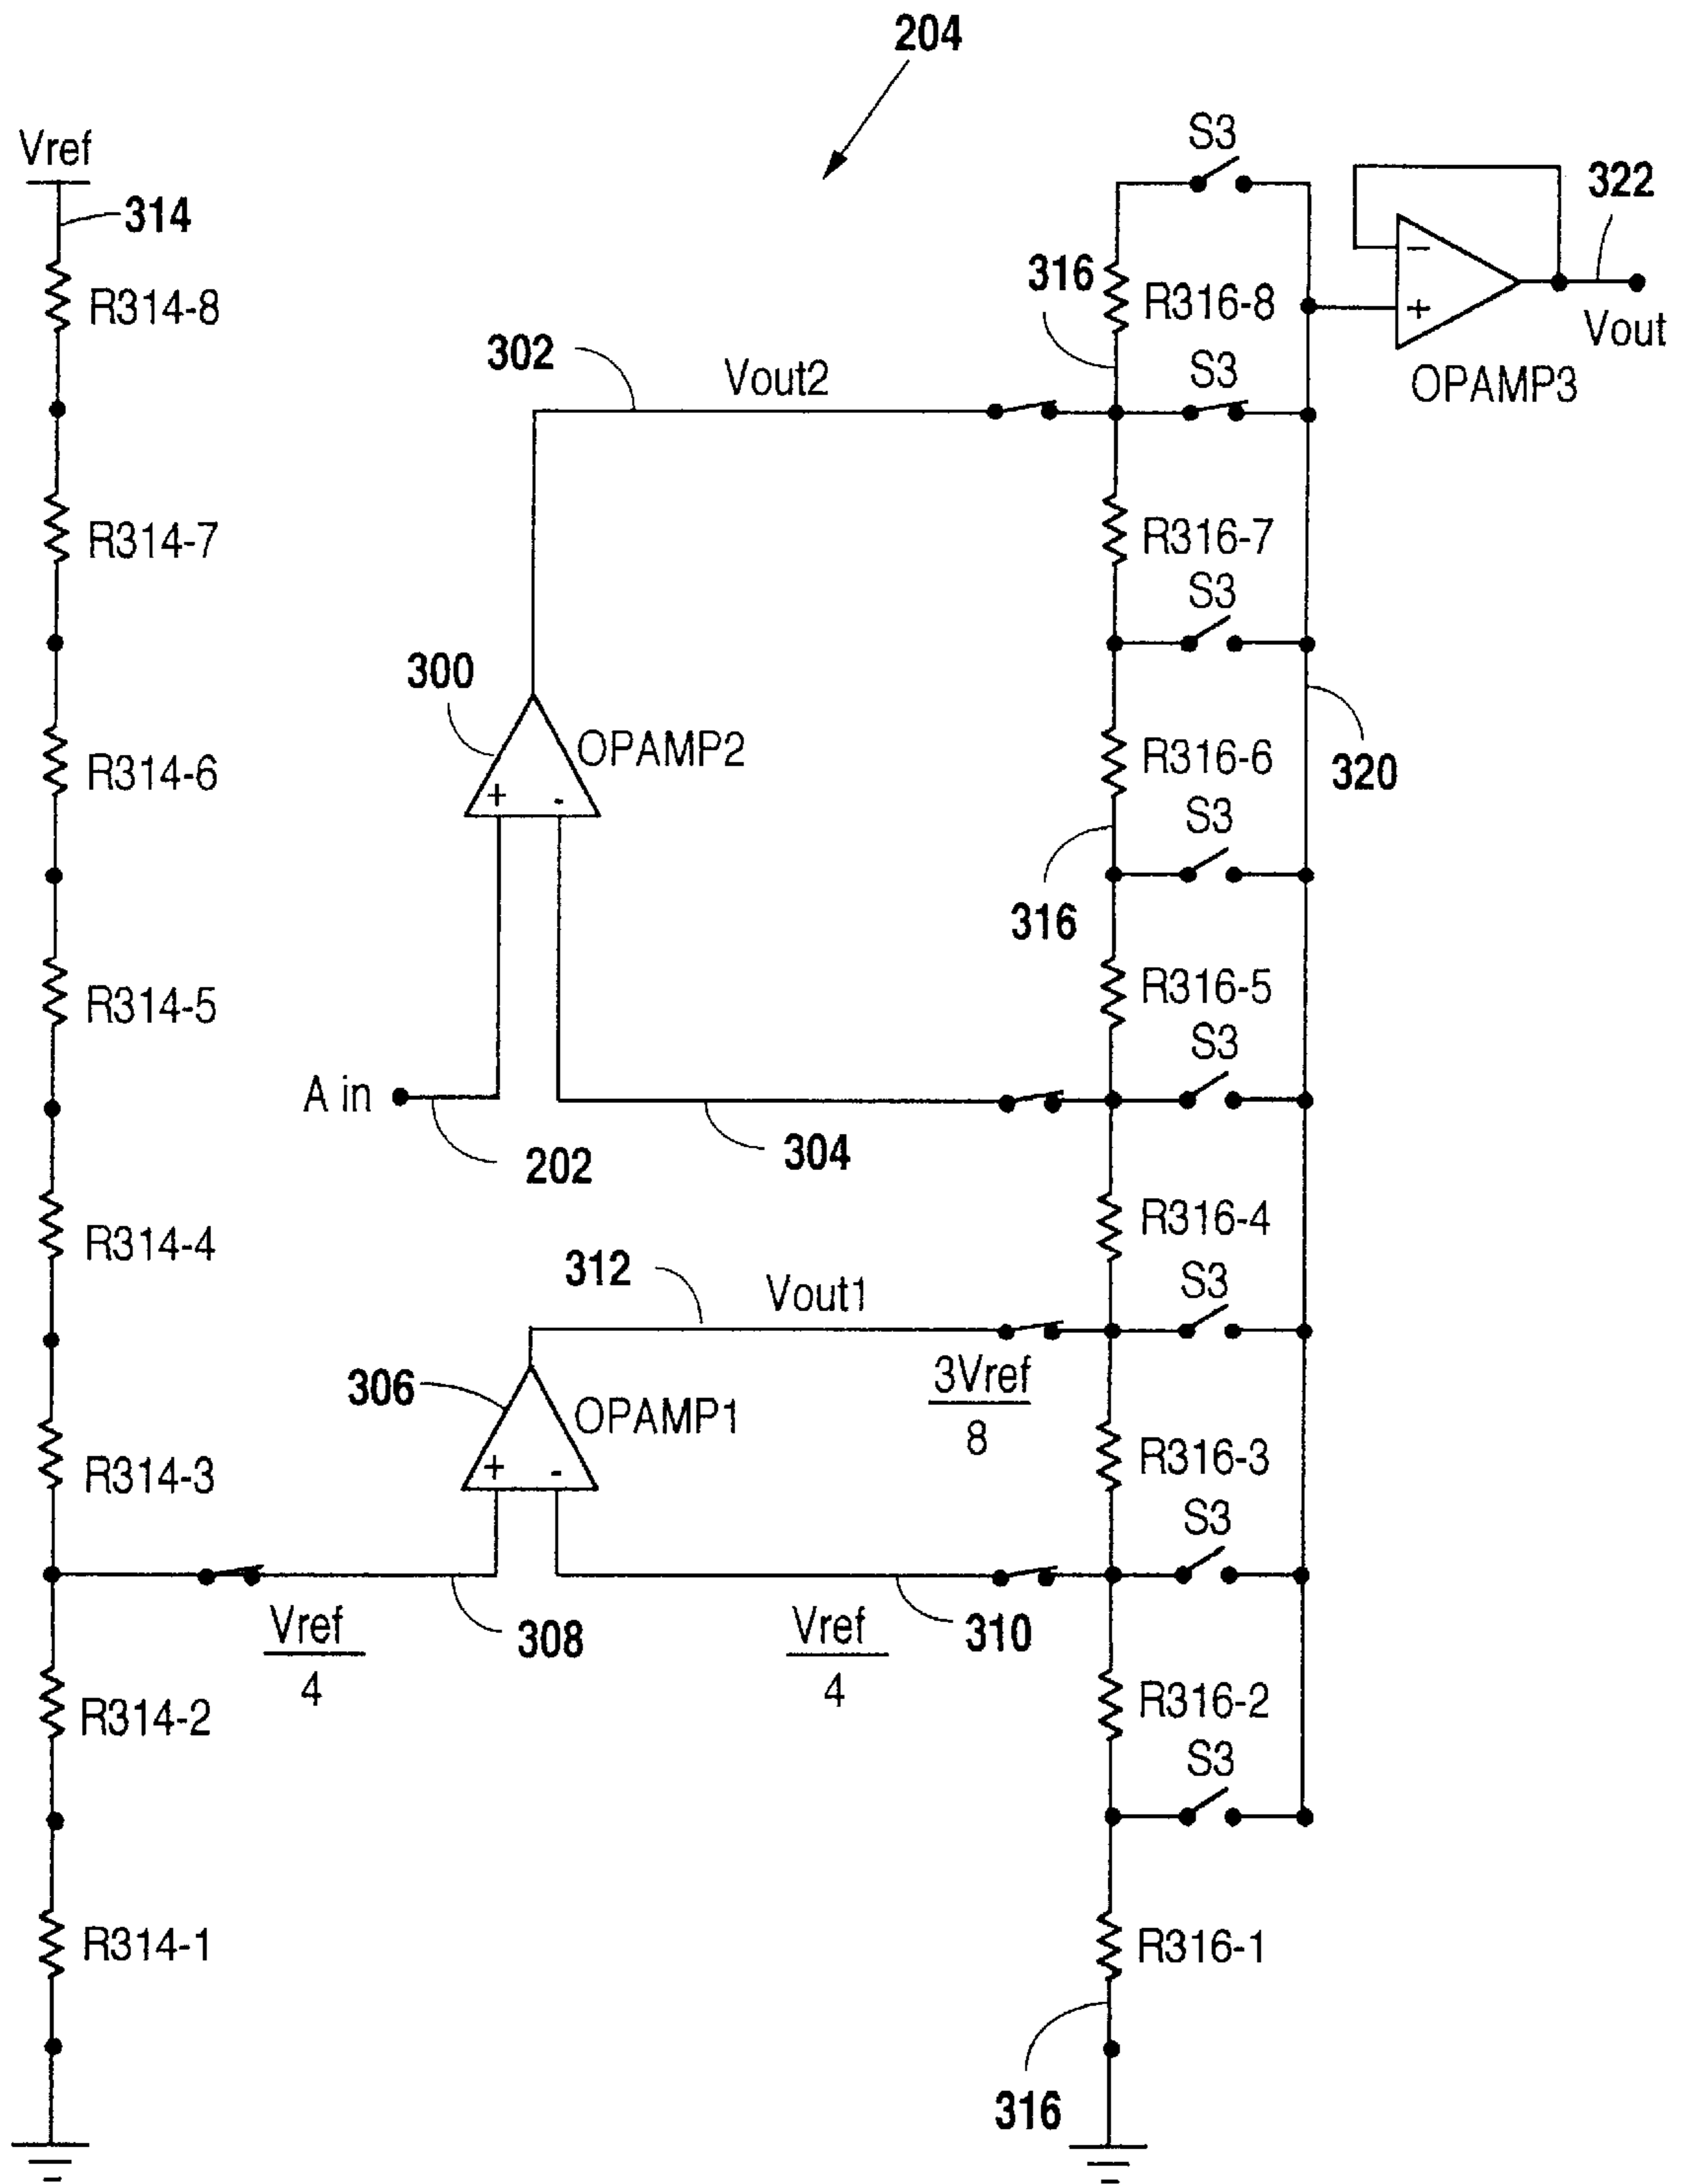 204
Vref
314
R314-8
R314-7
R314-6
R314-5
R314-4
R314-3
R314-2
R314-1
302
Vout2
300
OPAMP2
+ -
A in
202
304
312
Vout1
306
OPAMP1
+ -
3Vref
8
308
Vref
4
310
Vref
4
S3
316
R316-8
S3
R316-7
S3
R316-6
S3
316
R316-5
S3
R316-4
S3
R316-3
S3
R316-2
S3
R316-1
316
320
−
+
OPAMP3
322
Vout